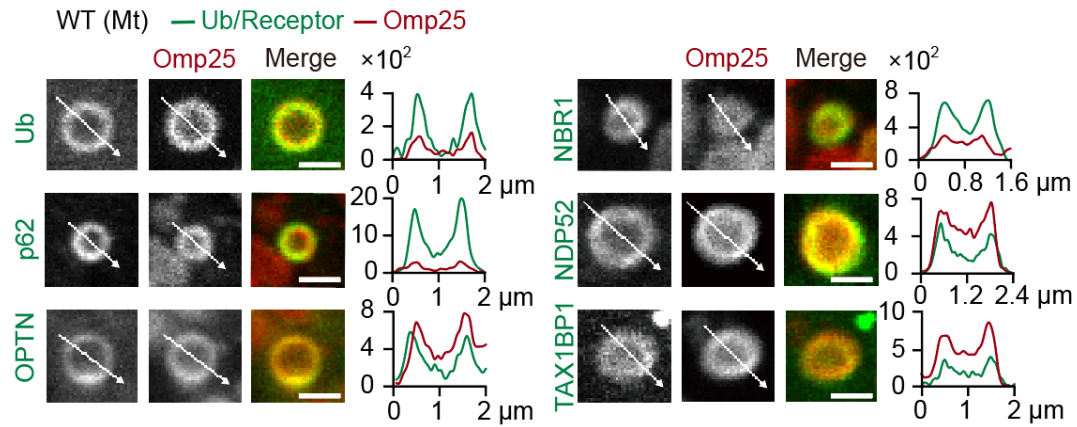 WT (Mt) Ub/Receptor Omp25
Omp25 Merge ×10²
Ub
4
2
0
0 1 2 μm
p62
20
10
0
0 1 2 μm
OPTN
8
4
0
0 1 2 μm
Omp25 Merge ×10²
NBR1
8
4
0
0 0.8 1.6 μm
NDP52
8
4
0
0 1.2 2.4 μm
TAX1BP1
10
5
0
0 1 2 μm